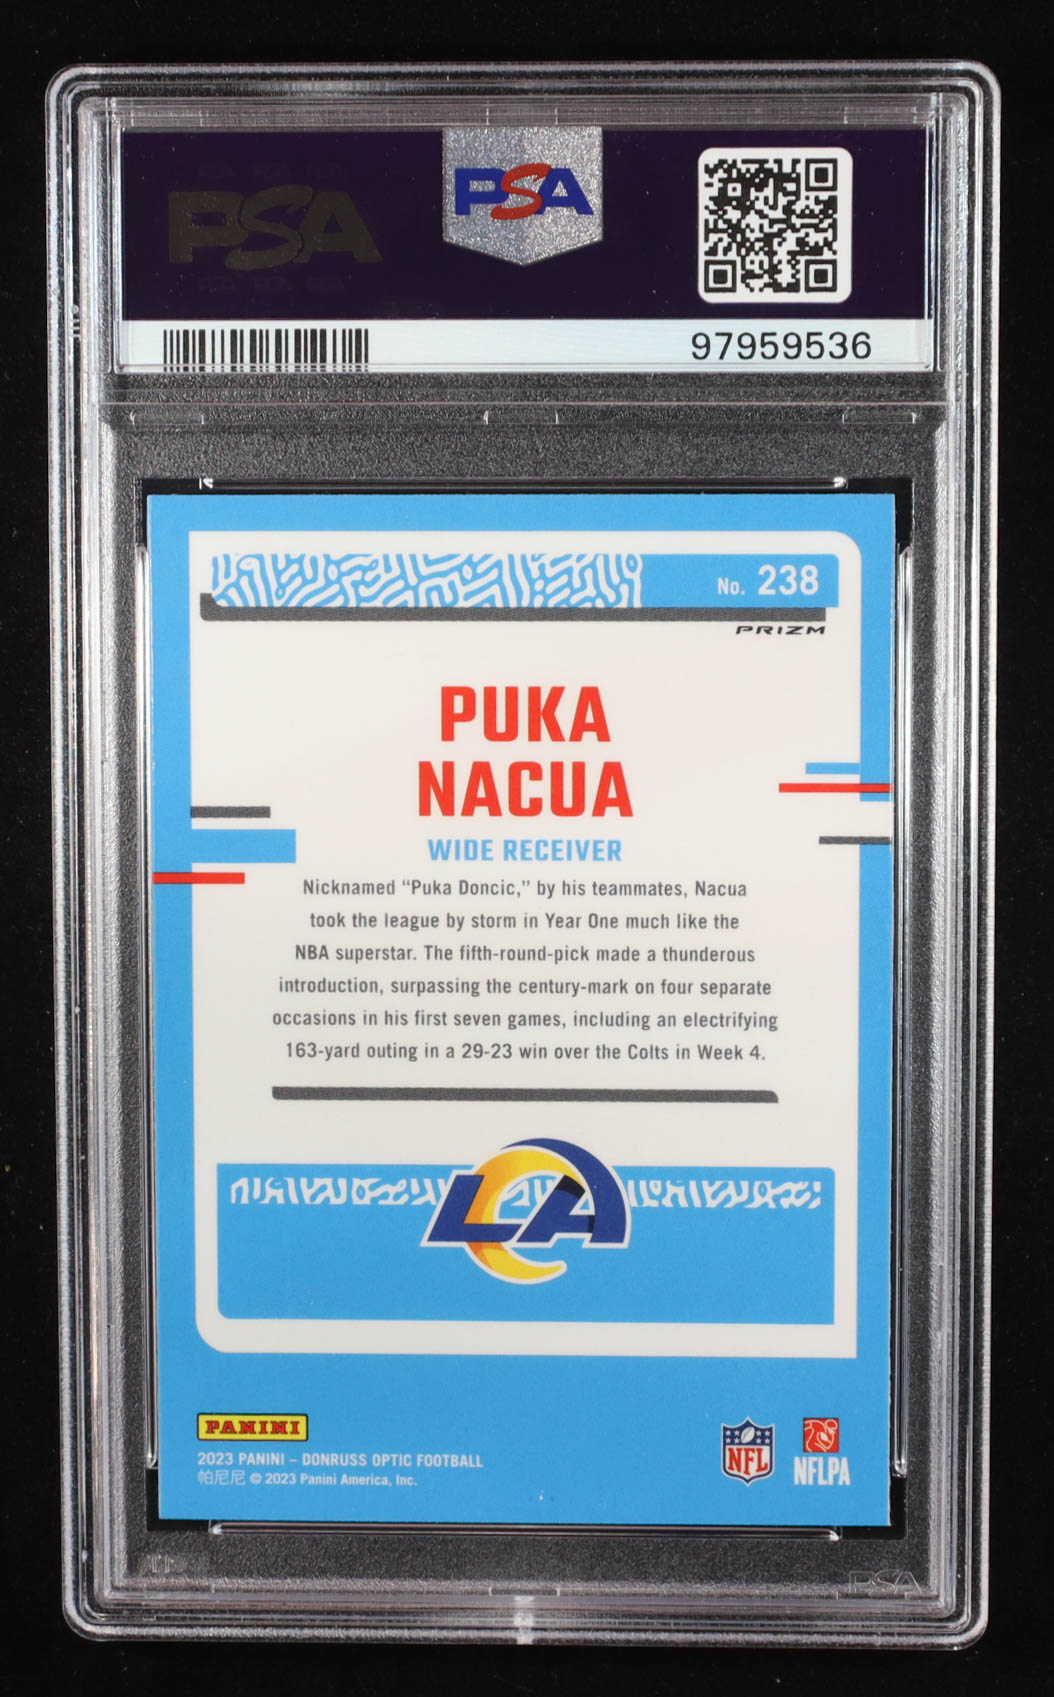 PSA
PSA
97959536
No. 238
PRIZM
PUKA
NACUA
WIDE RECEIVER
Nicknamed “Puka Doncic,” by his teammates, Nacua
took the league by storm in Year One much like the
NBA superstar. The fifth-round-pick made a thunderous
introduction, surpassing the century-mark on four separate
occasions in his first seven games, including an electrifying
163-yard outing in a 29-23 win over the Colts in Week 4.
LA
PANINI
2023 PANINI – DONRUSS OPTIC FOOTBALL
帕尼尼 © 2023 Panini America, Inc.
NFL
NFLPA
PSA